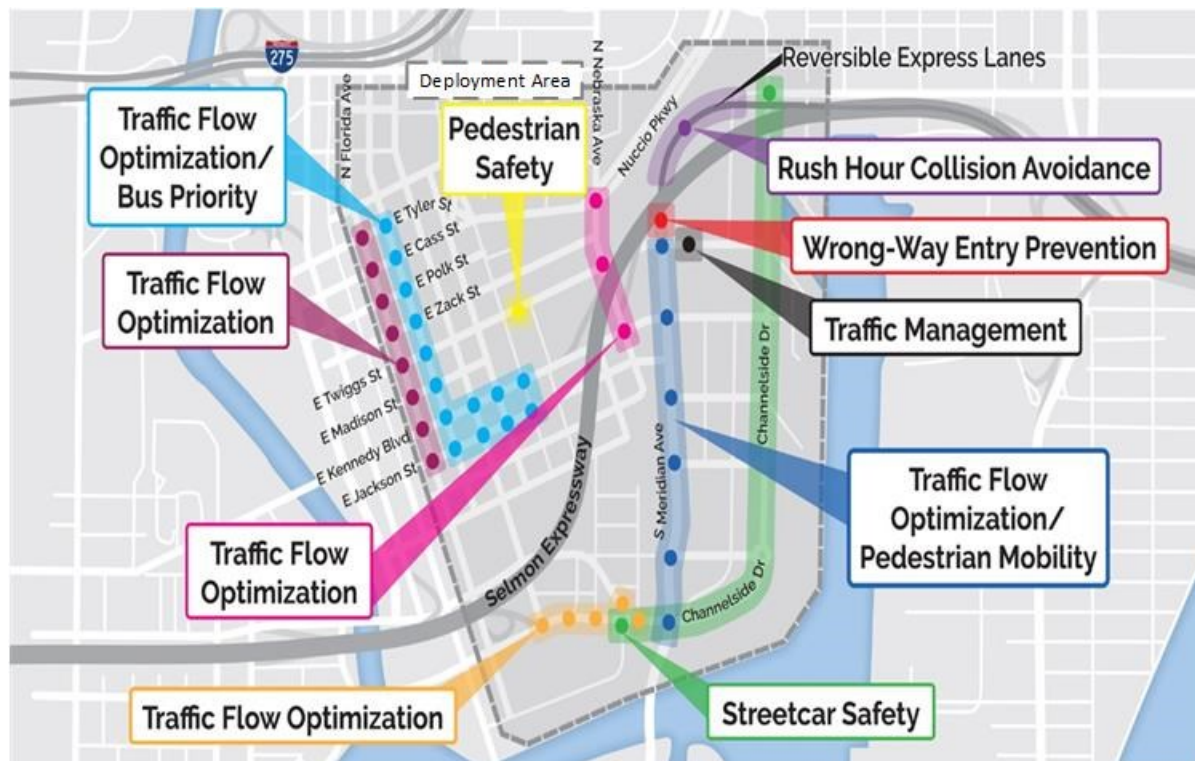 275
Deployment Area
N Florida Ave
N Nebraska Ave
Nuccio Pkwy
Reversible Express Lanes
Traffic Flow
Optimization/
Bus Priority
Pedestrian
Safety
Rush Hour Collision Avoidance
E Tyler St
E Cass St
E Polk St
E Zack St
Wrong-Way Entry Prevention
Traffic Flow
Optimization
Traffic Management
E Twiggs St
E Madison St
E Kennedy Blvd
E Jackson St
Channelside Dr
S Meridian Ave
Selmon Expressway
Traffic Flow
Optimization/
Pedestrian Mobility
Traffic Flow
Optimization
Channelside Dr
Traffic Flow Optimization
Streetcar Safety